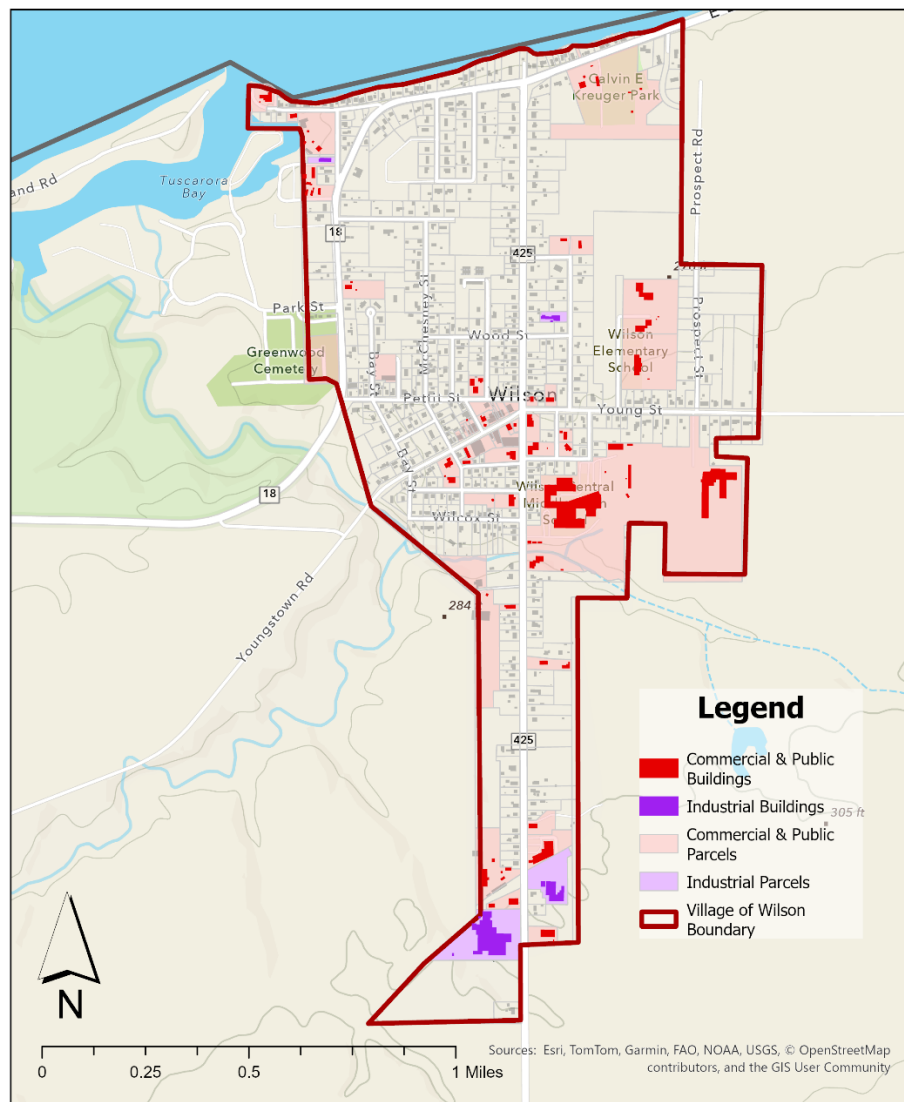 E
Calvin E
Kreuger Park
Prospect Rd
and Rd
Tuscarora
Bay
18
425
McChesney St
Park St
Prospect St
Wood St
Wilson
Elementary
School
Greenwood
Cemetery
Bay St
Pettit St
Wilson
Young St
Bay St
Wilcox St
18
284
Youngstown Rd
425
305 ft
Legend
Commercial & Public
Buildings
Industrial Buildings
Commercial & Public
Parcels
Industrial Parcels
Village of Wilson
Boundary
N
0 0.25 0.5 1 Miles
Sources: Esri, TomTom, Garmin, FAO, NOAA, USGS, © OpenStreetMap
contributors, and the GIS User Community